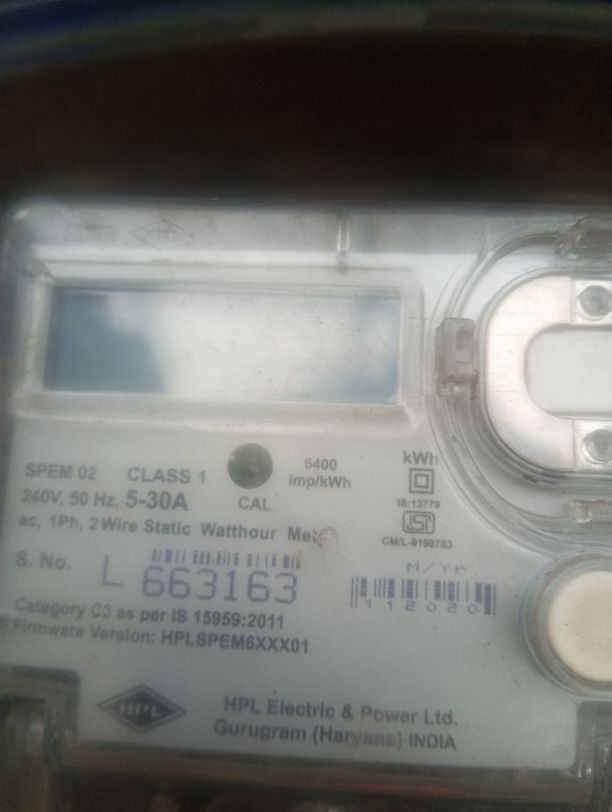 SPEM 02 CLASS 1
240V, 50 Hz, 5-30A
CAL
6400
imp/kWh
kWh
IS:13779
CM/L-9190783
ac, 1Ph, 2 Wire Static Watthour
S. No. L 663163
M/Yr.
112020
Category C3 as per IS 15959:2011
Firmware Version: HPLSPEM6XXX01
HPL
HPL Electric & Power Ltd.
Gurugram (Haryana) INDIA